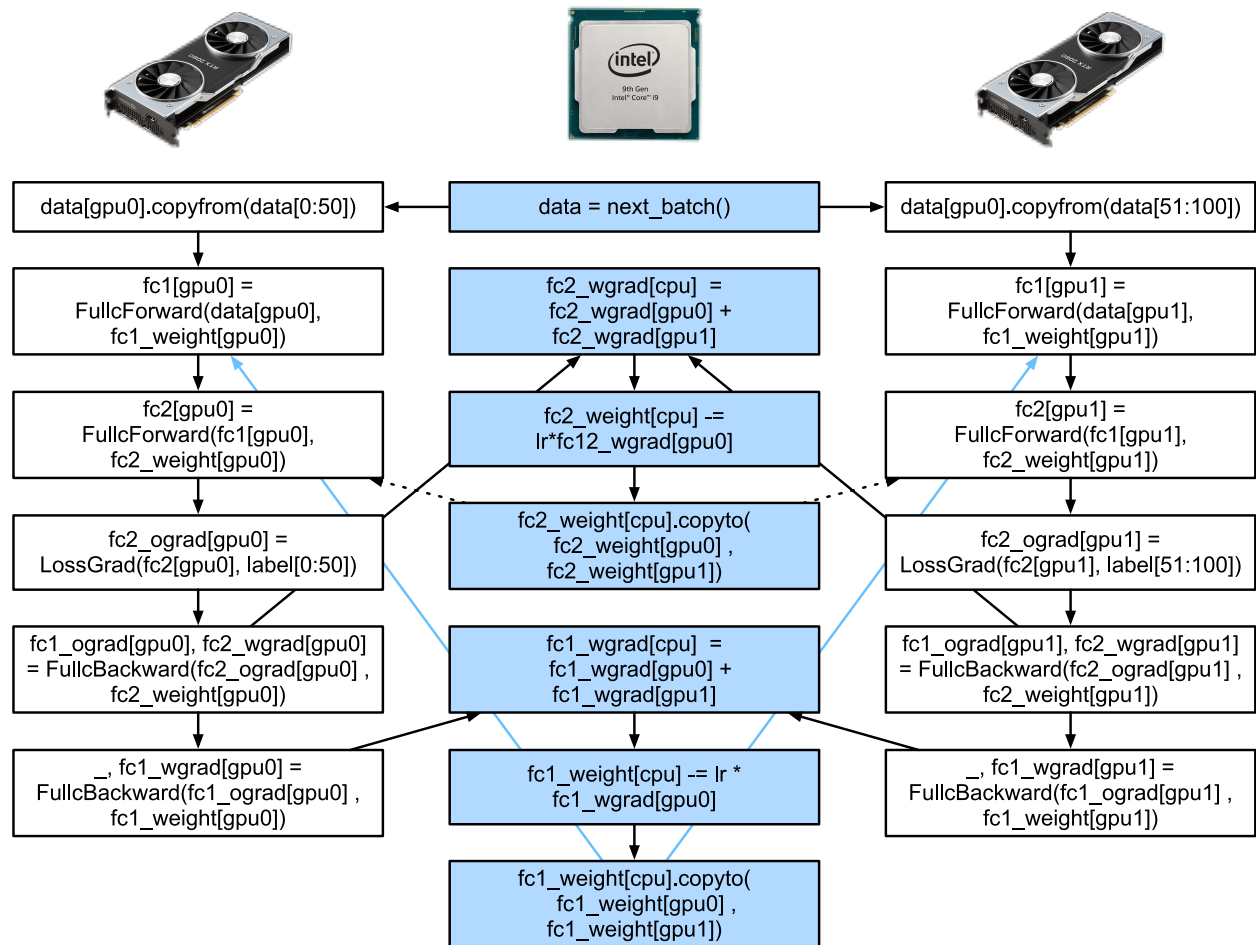 RTX 2080
intel
9th Gen
Intel® Core™ i9
RTX 2080
data[gpu0].copyfrom(data[0:50])
data = next_batch()
data[gpu0].copyfrom(data[51:100])
fc1[gpu0] =
FullcForward(data[gpu0],
fc1_weight[gpu0])
fc2_wgrad[cpu]  =
fc2_wgrad[gpu0] +
fc2_wgrad[gpu1]
fc1[gpu1] =
FullcForward(data[gpu1],
fc1_weight[gpu1])
fc2[gpu0] =
FullcForward(fc1[gpu0],
fc2_weight[gpu0])
fc2_weight[cpu] -=
lr*fc12_wgrad[gpu0]
fc2[gpu1] =
FullcForward(fc1[gpu1],
fc2_weight[gpu1])
fc2_ograd[gpu0] =
LossGrad(fc2[gpu0], label[0:50])
fc2_weight[cpu].copyto(
fc2_weight[gpu0] ,
fc2_weight[gpu1])
fc2_ograd[gpu1] =
LossGrad(fc2[gpu1], label[51:100])
fc1_ograd[gpu0], fc2_wgrad[gpu0]
= FullcBackward(fc2_ograd[gpu0] ,
fc2_weight[gpu0])
fc1_wgrad[cpu]  =
fc1_wgrad[gpu0] +
fc1_wgrad[gpu1]
fc1_ograd[gpu1], fc2_wgrad[gpu1]
= FullcBackward(fc2_ograd[gpu1] ,
fc2_weight[gpu1])
_, fc1_wgrad[gpu0] =
FullcBackward(fc1_ograd[gpu0] ,
fc1_weight[gpu0])
fc1_weight[cpu] -= lr *
fc1_wgrad[gpu0]
_, fc1_wgrad[gpu1] =
FullcBackward(fc1_ograd[gpu1] ,
fc1_weight[gpu1])
fc1_weight[cpu].copyto(
fc1_weight[gpu0] ,
fc1_weight[gpu1])